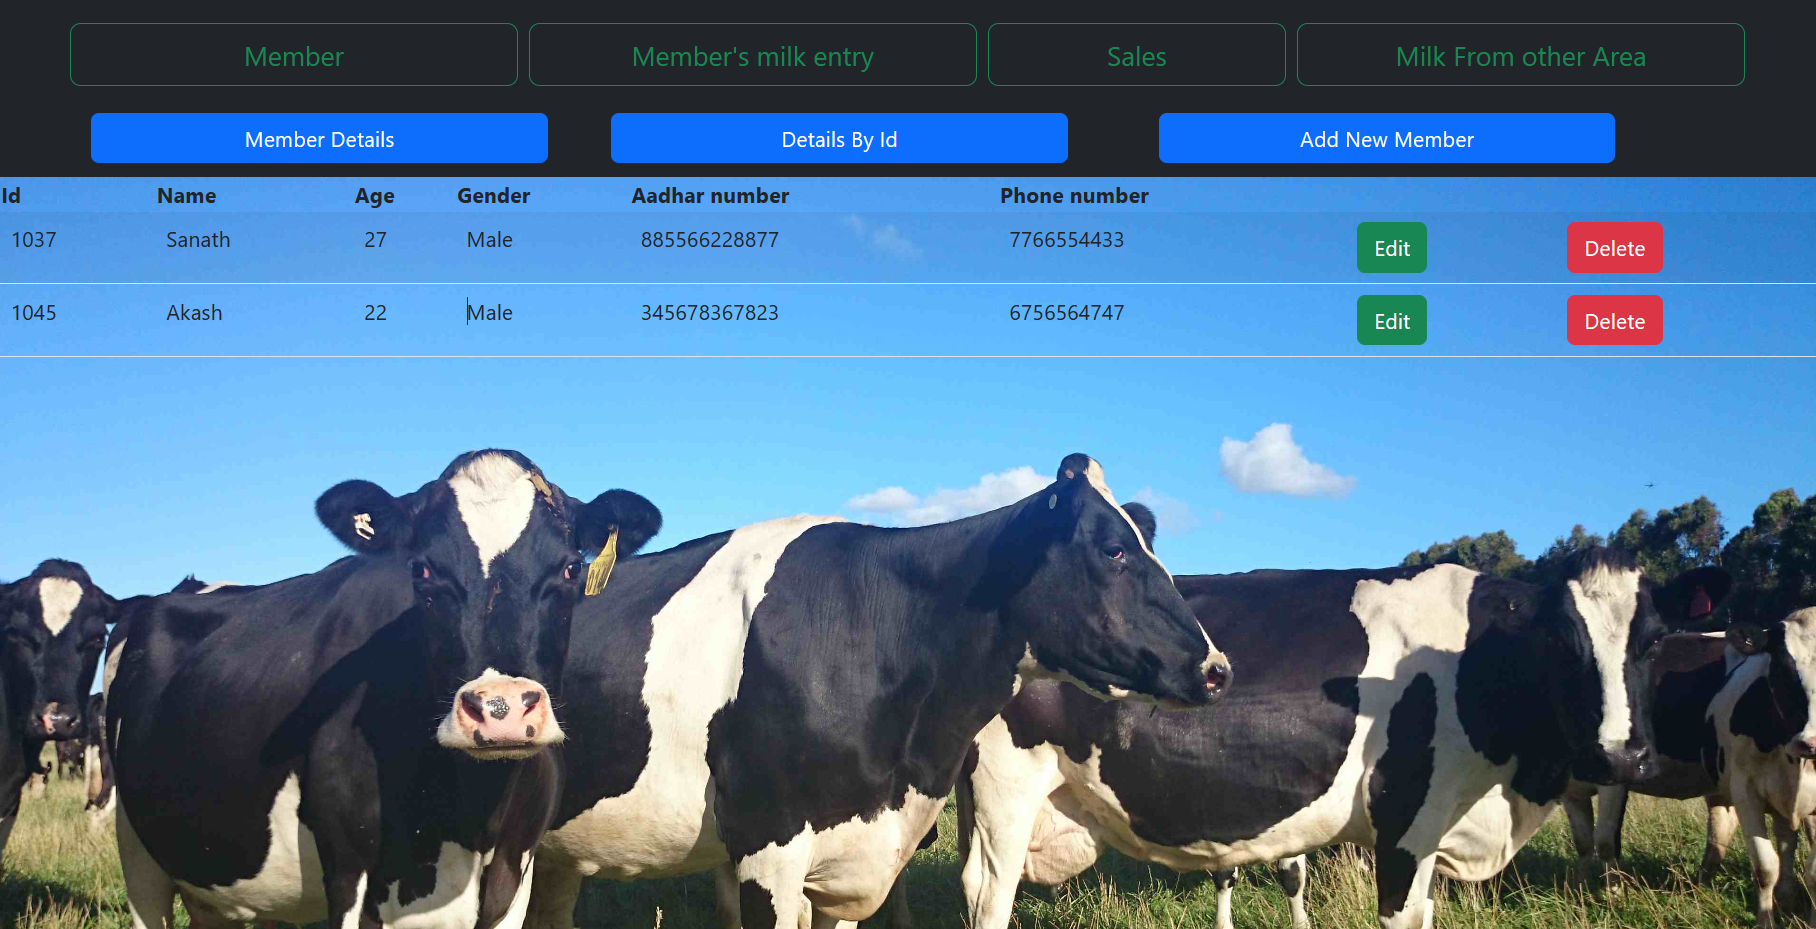 Member Member's milk entry Sales Milk From other Area
Member Details Details By Id Add New Member
Id Name Age Gender Aadhar number Phone number
1037 Sanath 27 Male 885566228877 7766554433 Edit Delete
1045 Akash 22 Male 345678367823 6756564747 Edit Delete